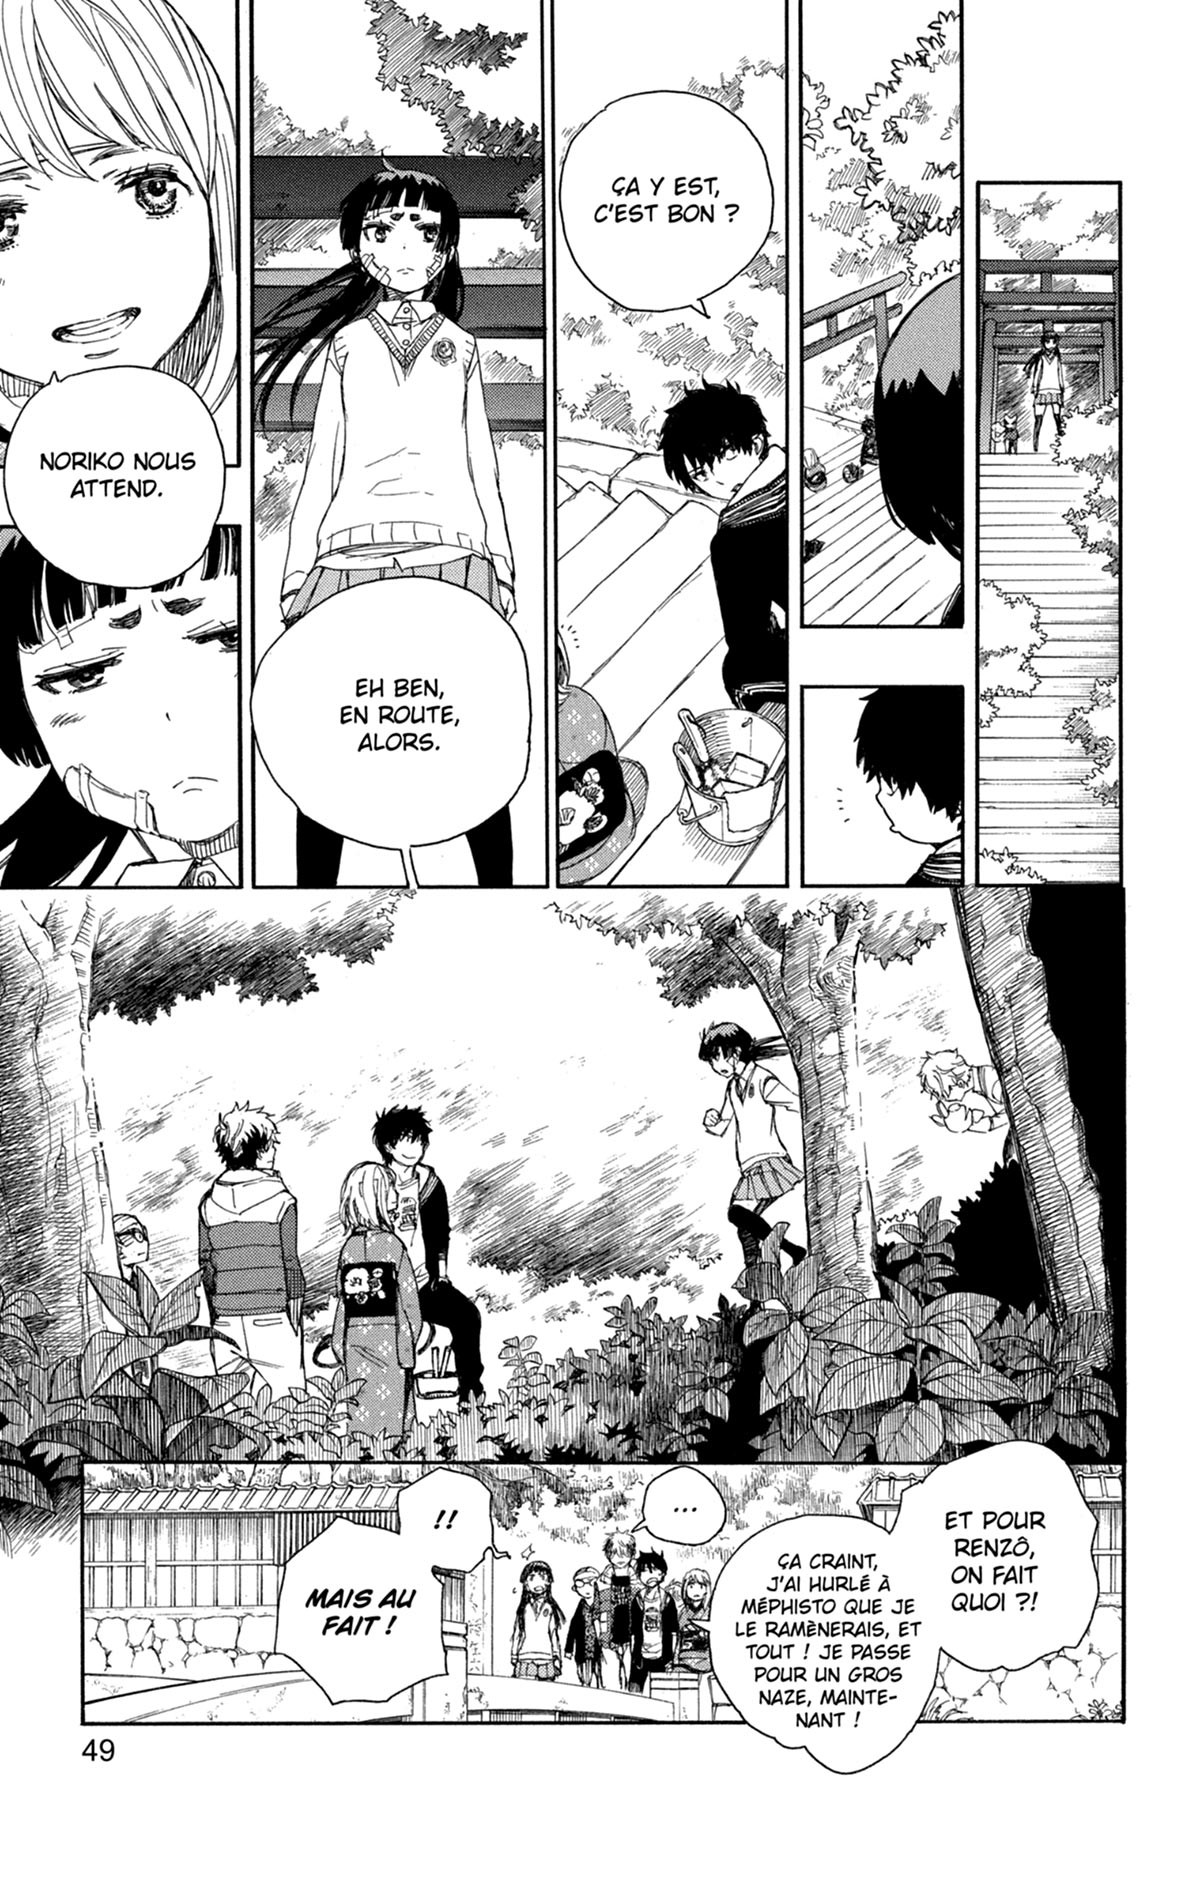 ÇA Y EST,
C'EST BON ?
EH BEN,
EN ROUTE,
ALORS.
NORIKO NOUS
ATTEND.
ET POUR
RENZÔ,
ON FAIT
QUOI ?!
ÇA CRAINT,
J'AI HURLÉ À
MÉPHISTO QUE JE
LE RAMÈNERAIS, ET
TOUT ! JE PASSE
POUR UN GROS
NAZE, MAINTE-
NANT !
...
!!
MAIS AU
FAIT !
49